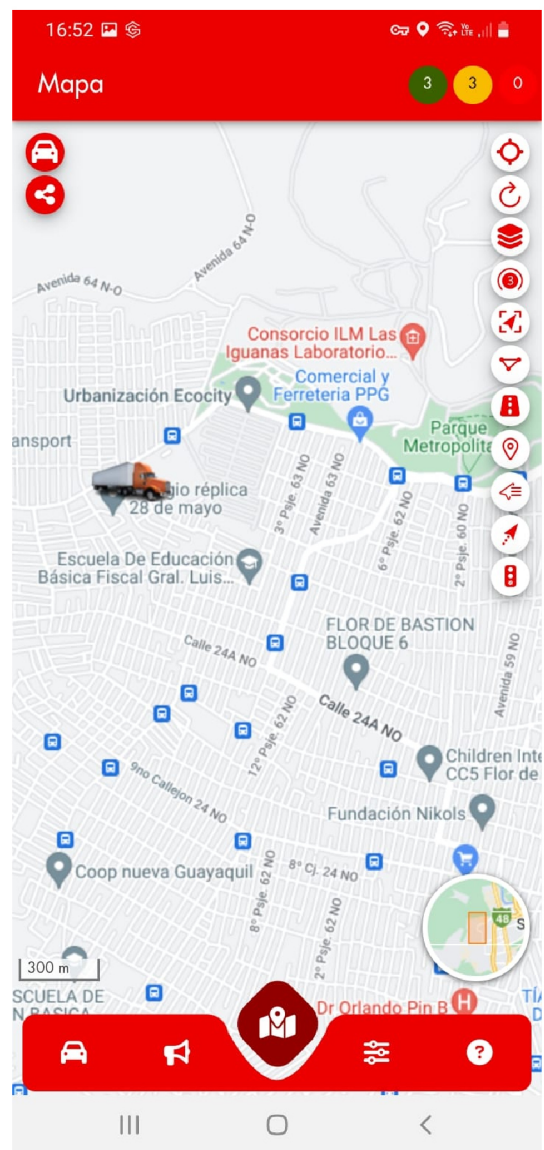 16:52
Vo
LTE
Mapa
3
3
0
Avenida 64 N-O
Avenida 64 N-O
3
Consorcio ILM Las
Iguanas Laboratorio...
Comercial y
Ferreteria PPG
Urbanización Ecocity
Parque
Metropolita
ansport
gio réplica
28 de mayo
3° Psje. 63 NO
Avenida 63 NO
6° Psje. 62 NO
2° Psje. 60 NO
Escuela De Educación
Básica Fiscal Gral. Luis...
FLOR DE BASTION
BLOQUE 6
Calle 24A NO
Avenida 59 NO
Calle 24A NO
12° Psje. 62 NO
Children Inte
CC5 Flor de
9no Callejon 24 NO
Fundación Nikols
8° Cj. 24 NO
Coop nueva Guayaquil
8° Psje. 62 NO
2° Psje. 62 NO
48
S
300 m
SCUELA DE
N BASICA
Dr Orlando Pin B
H
TÍA
D
?